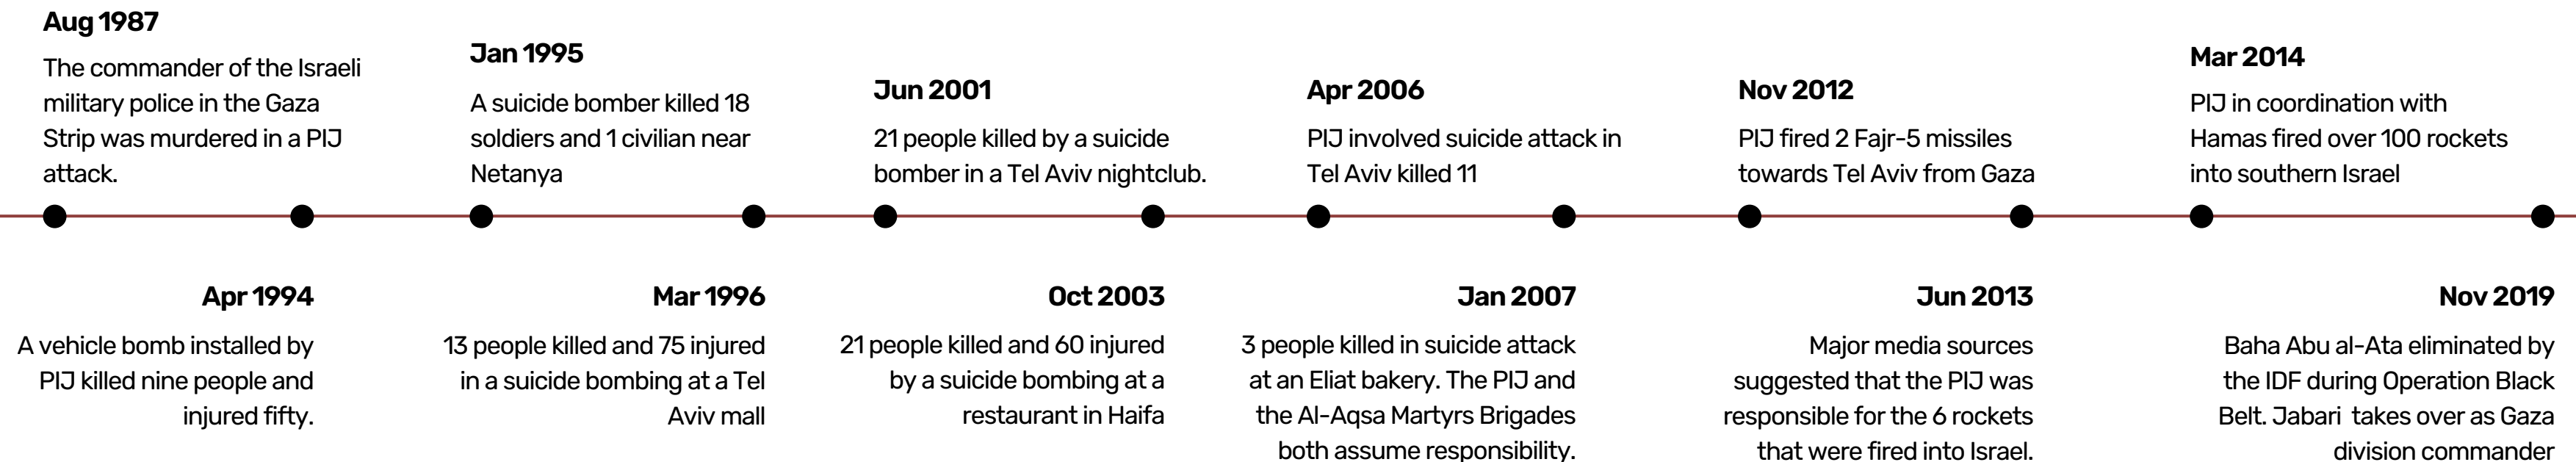 Aug 1987
The commander of the Israeli
military police in the Gaza
Strip was murdered in a PIJ
attack.
Apr 1994
A vehicle bomb installed by
PIJ killed nine people and
injured fifty.
Jan 1995
A suicide bomber killed 18
soldiers and 1 civilian near
Netanya
Mar 1996
13 people killed and 75 injured
in a suicide bombing at a Tel
Aviv mall
Jun 2001
21 people killed by a suicide
bomber in a Tel Aviv nightclub.
Oct 2003
21 people killed and 60 injured
by a suicide bombing at a
restaurant in Haifa
Apr 2006
PIJ involved suicide attack in
Tel Aviv killed 11
Jan 2007
3 people killed in suicide attack
at an Eliat bakery. The PIJ and
the Al-Aqsa Martyrs Brigades
both assume responsibility.
Nov 2012
PIJ fired 2 Fajr-5 missiles
towards Tel Aviv from Gaza
Jun 2013
Major media sources
suggested that the PIJ was
responsible for the 6 rockets
that were fired into Israel.
Mar 2014
PIJ in coordination with
Hamas fired over 100 rockets
into southern Israel
Nov 2019
Baha Abu al-Ata eliminated by
the IDF during Operation Black
Belt. Jabari takes over as Gaza
division commander